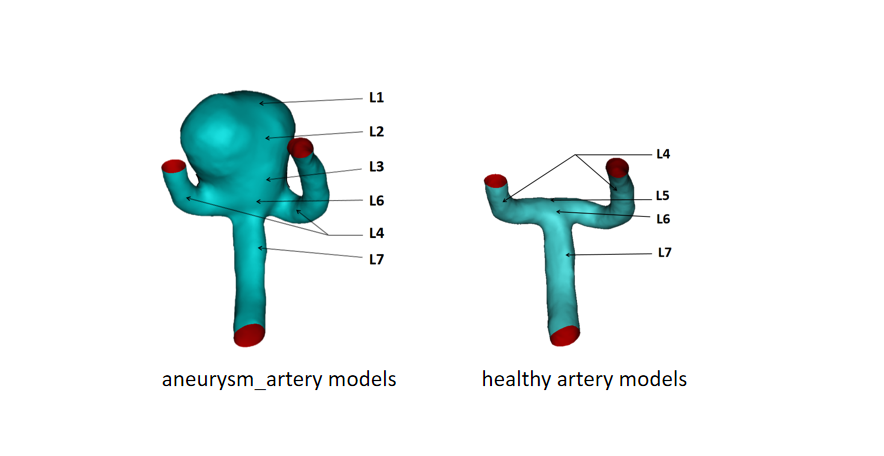 L1
L2
L3
L6
L4
L7
L4
L5
L6
L7
aneurysm_artery models
healthy artery models